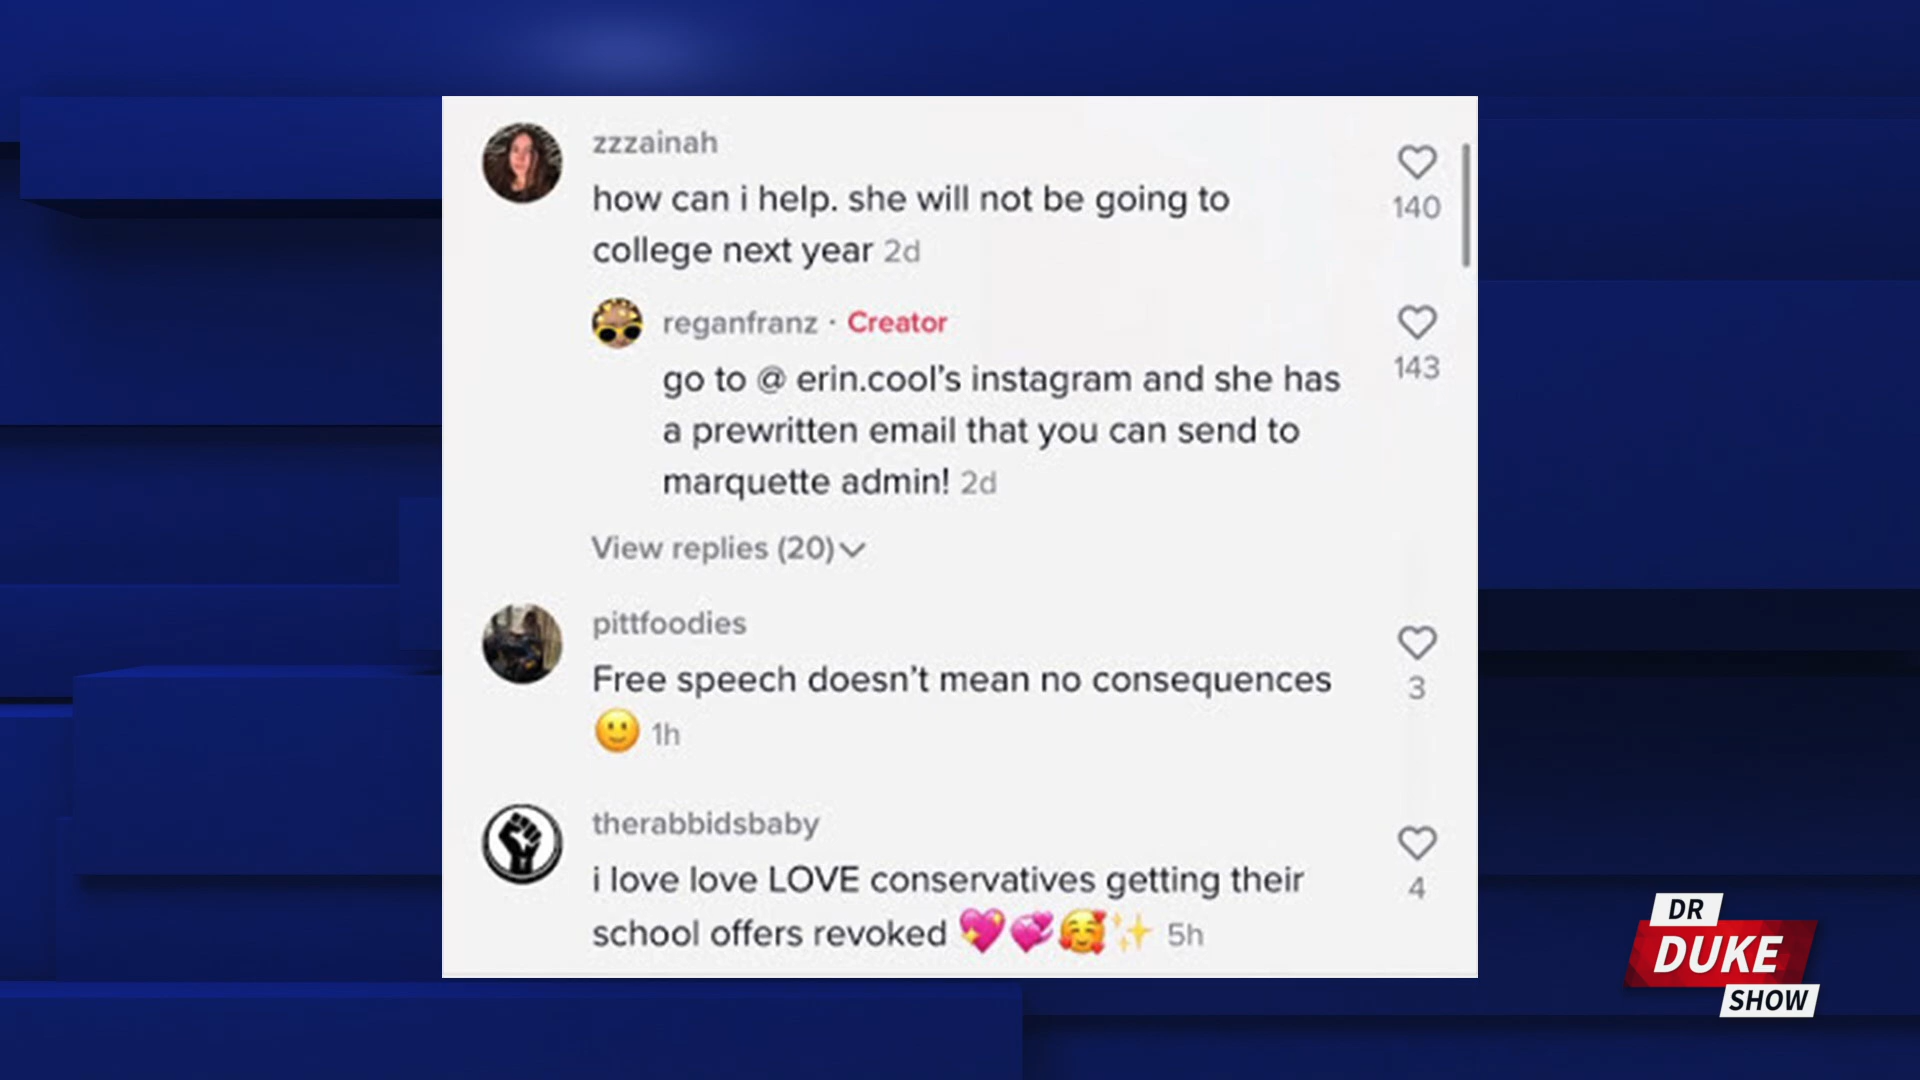 zzzainah
how can i help. she will not be going to
college next year 2d
140
reganfranz · Creator
go to @ erin.cool's instagram and she has
a prewritten email that you can send to
marquette admin! 2d
143
View replies (20)
pittfoodies
Free speech doesn't mean no consequences
🙂 1h
3
therabbidsbaby
i love love LOVE conservatives getting their
school offers revoked 💖💞🥰✨ 5h
4
DR
DUKE
SHOW